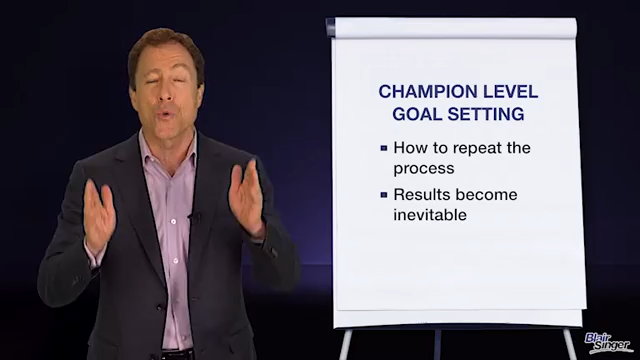 CHAMPION LEVEL
GOAL SETTING
How to repeat the
process
Results become
inevitable
Blair
Singer